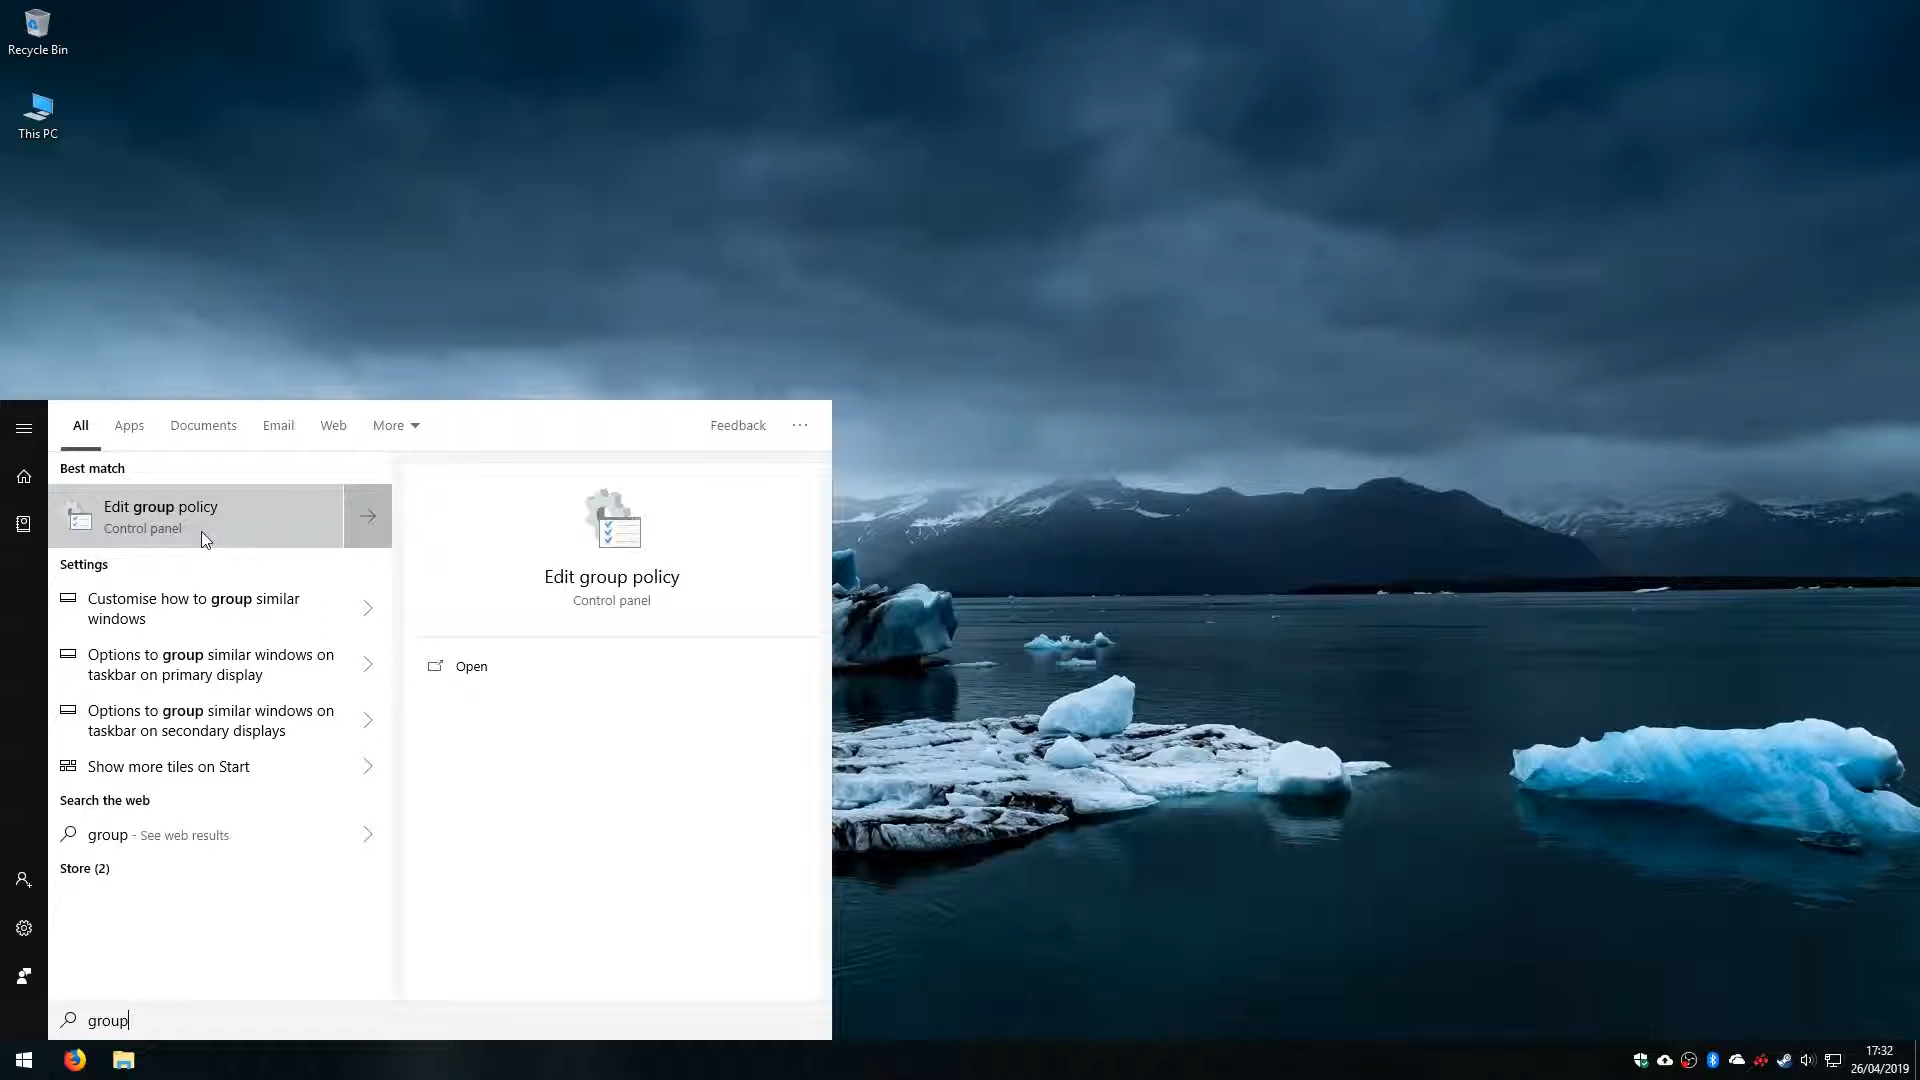 Recycle Bin
This PC
All Apps Documents Email Web More Feedback ...
Best match
Edit group policy
Control panel
Settings
Customise how to group similar
windows
Options to group similar windows on
taskbar on primary display
Options to group similar windows on
taskbar on secondary displays
Show more tiles on Start
Search the web
group - See web results
Store (2)
Edit group policy
Control panel
Open
group
17:32
26/04/2019